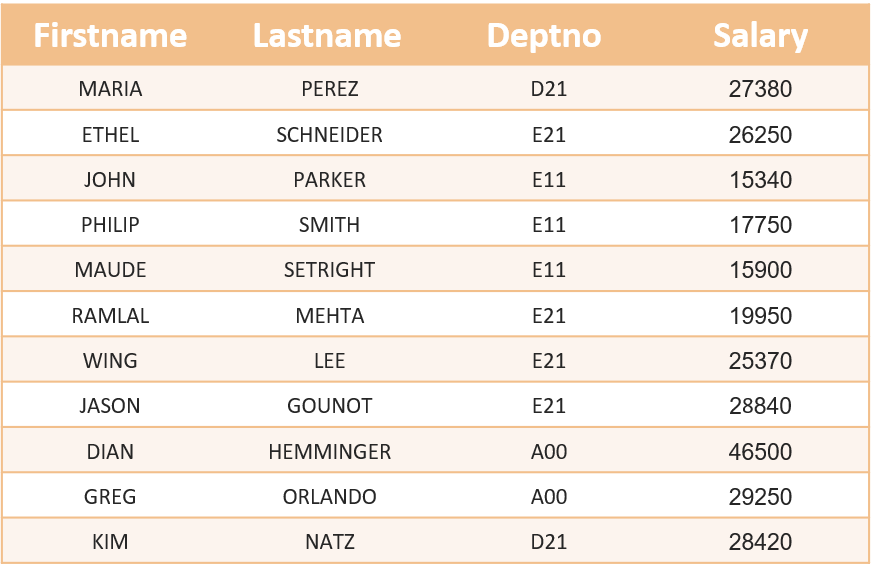 Firstname Lastname Deptno Salary
MARIA PEREZ D21 27380
ETHEL SCHNEIDER E21 26250
JOHN PARKER E11 15340
PHILIP SMITH E11 17750
MAUDE SETRIGHT E11 15900
RAMLAL MEHTA E21 19950
WING LEE E21 25370
JASON GOUNOT E21 28840
DIAN HEMMINGER A00 46500
GREG ORLANDO A00 29250
KIM NATZ D21 28420